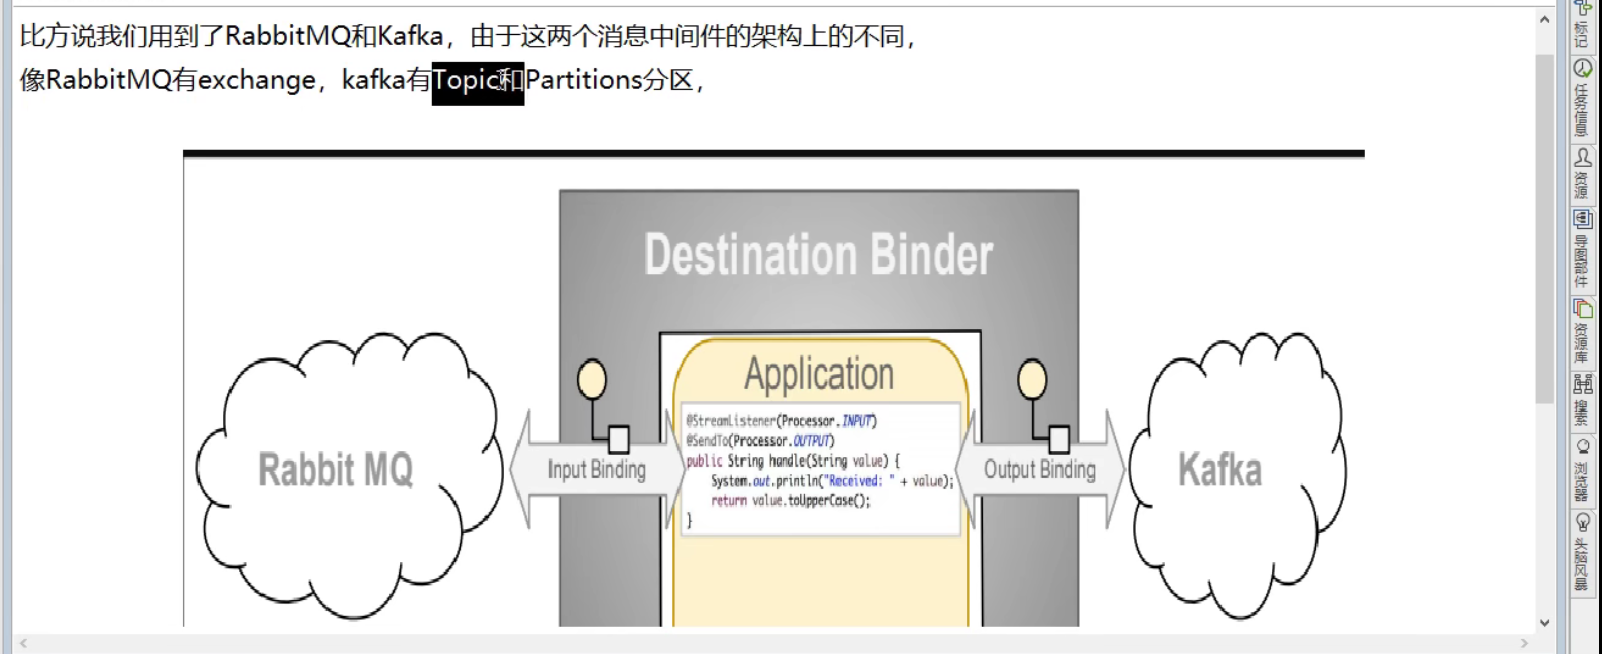 比方说我们用到了RabbitMQ和Kafka，由于这两个消息中间件的架构上的不同，
像RabbitMQ有exchange，kafka有Topic和Partitions分区，
Destination Binder
Application
@StreamListener(Processor.INPUT)
@SendTo(Processor.OUTPUT)
public String handle(String value) {
System.out.println("Received: " + value);
return value.toUpperCase();
}
Rabbit MQ
Input Binding
Output Binding
Kafka
标记
任务信息
资源
导图部件
资源库
搜索
浏览器
头脑风暴